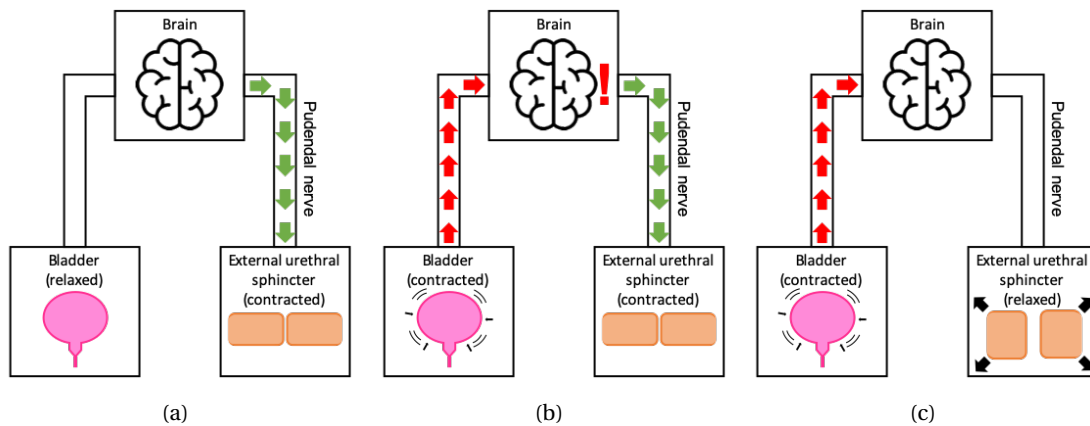 Brain
Pudendal nerve
Bladder
(relaxed)
External urethral
sphincter
(contracted)
(a)
Brain
!
Pudendal nerve
Bladder
(contracted)
External urethral
sphincter
(contracted)
(b)
Brain
Pudendal nerve
Bladder
(contracted)
External urethral
sphincter
(relaxed)
(c)